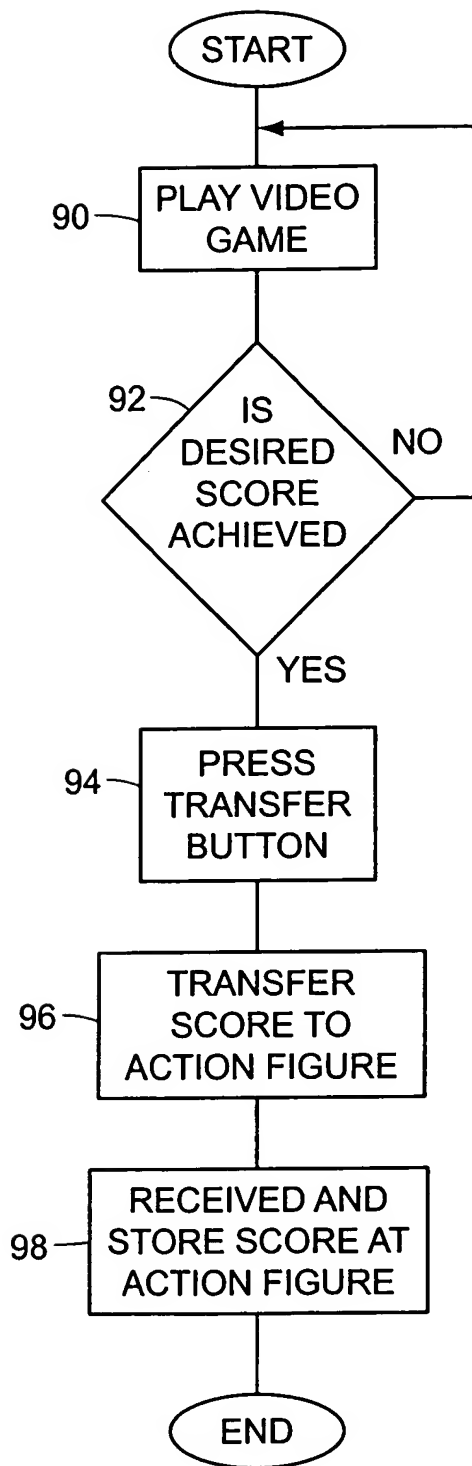 START
90
PLAY VIDEO
GAME
92
IS
DESIRED
SCORE
ACHIEVED
NO
YES
94
PRESS
TRANSFER
BUTTON
96
TRANSFER
SCORE TO
ACTION FIGURE
98
RECEIVED AND
STORE SCORE AT
ACTION FIGURE
END